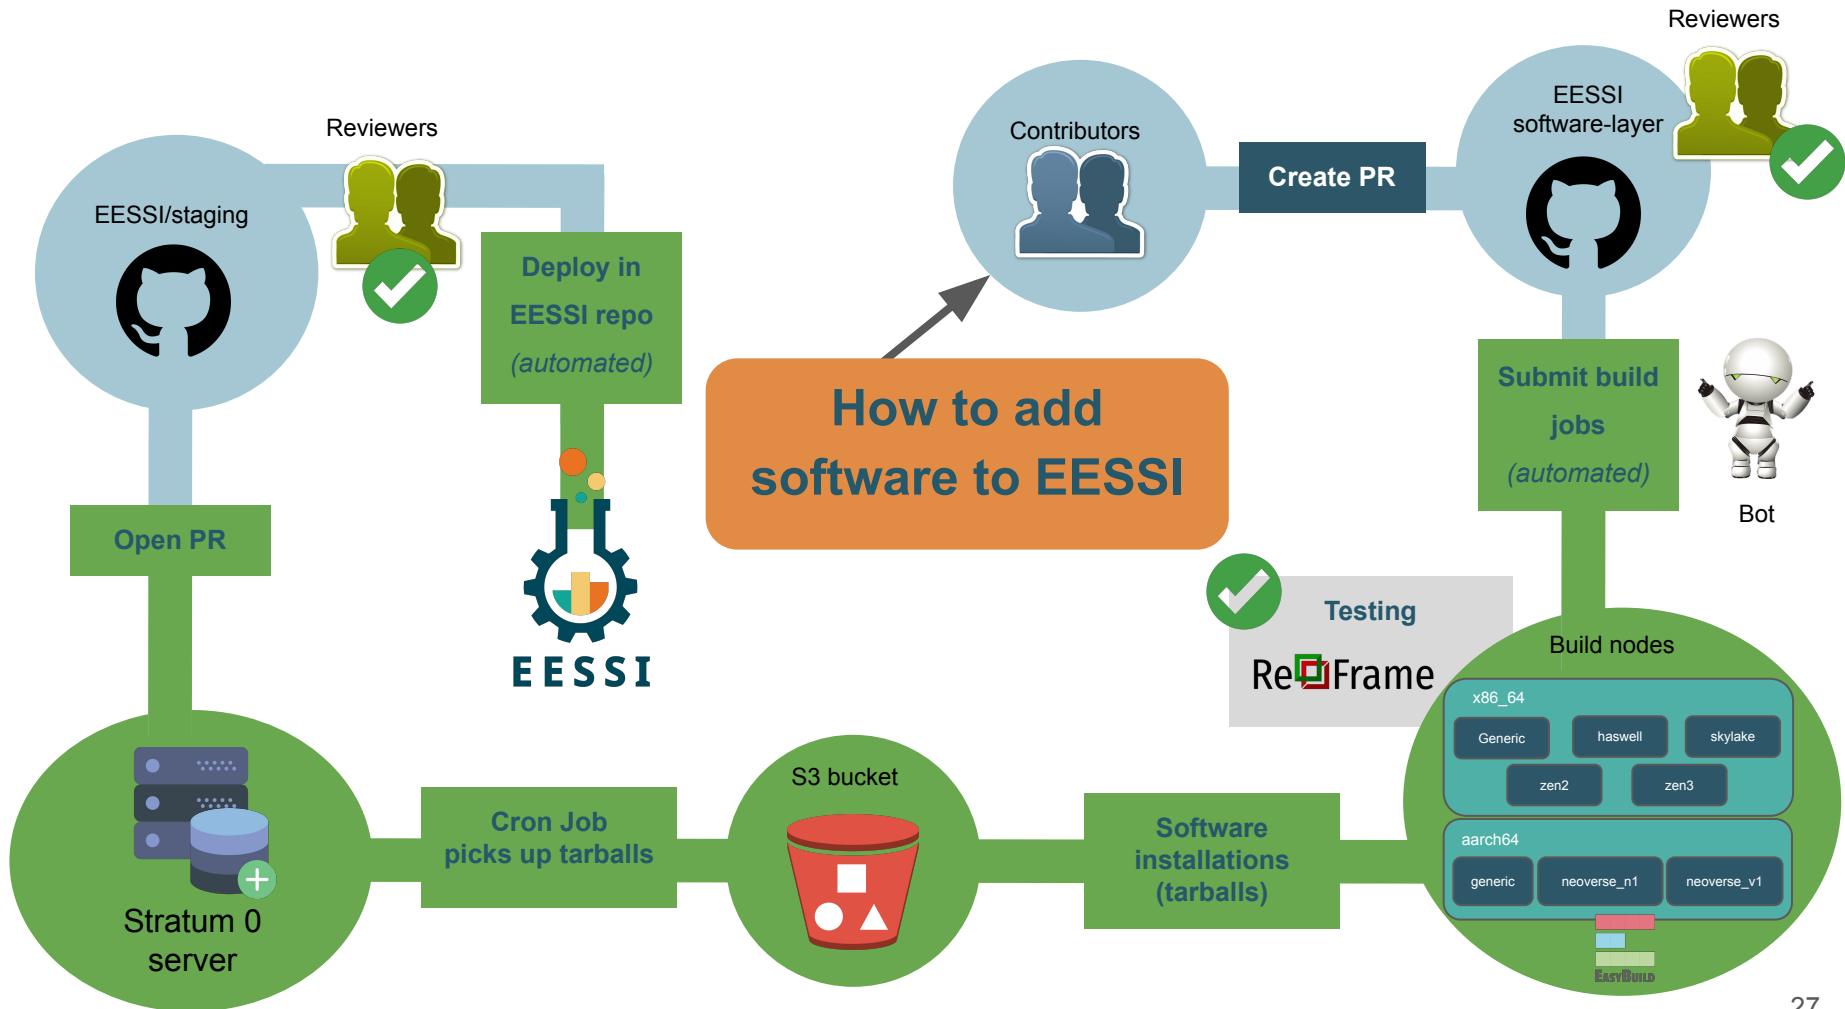 Reviewers
EESSI
software-layer
Contributors
Create PR
Reviewers
EESSI/staging
Deploy in
EESSI repo
(automated)
How to add
software to EESSI
Submit build
jobs
(automated)
Bot
Open PR
EESSI
Testing
ReFrame
Build nodes
x86_64
Generic
haswell
skylake
zen2
zen3
aarch64
generic
neoverse_n1
neoverse_v1
EASYBUILD
S3 bucket
Cron Job
picks up tarballs
Software
installations
(tarballs)
Stratum 0
server
27